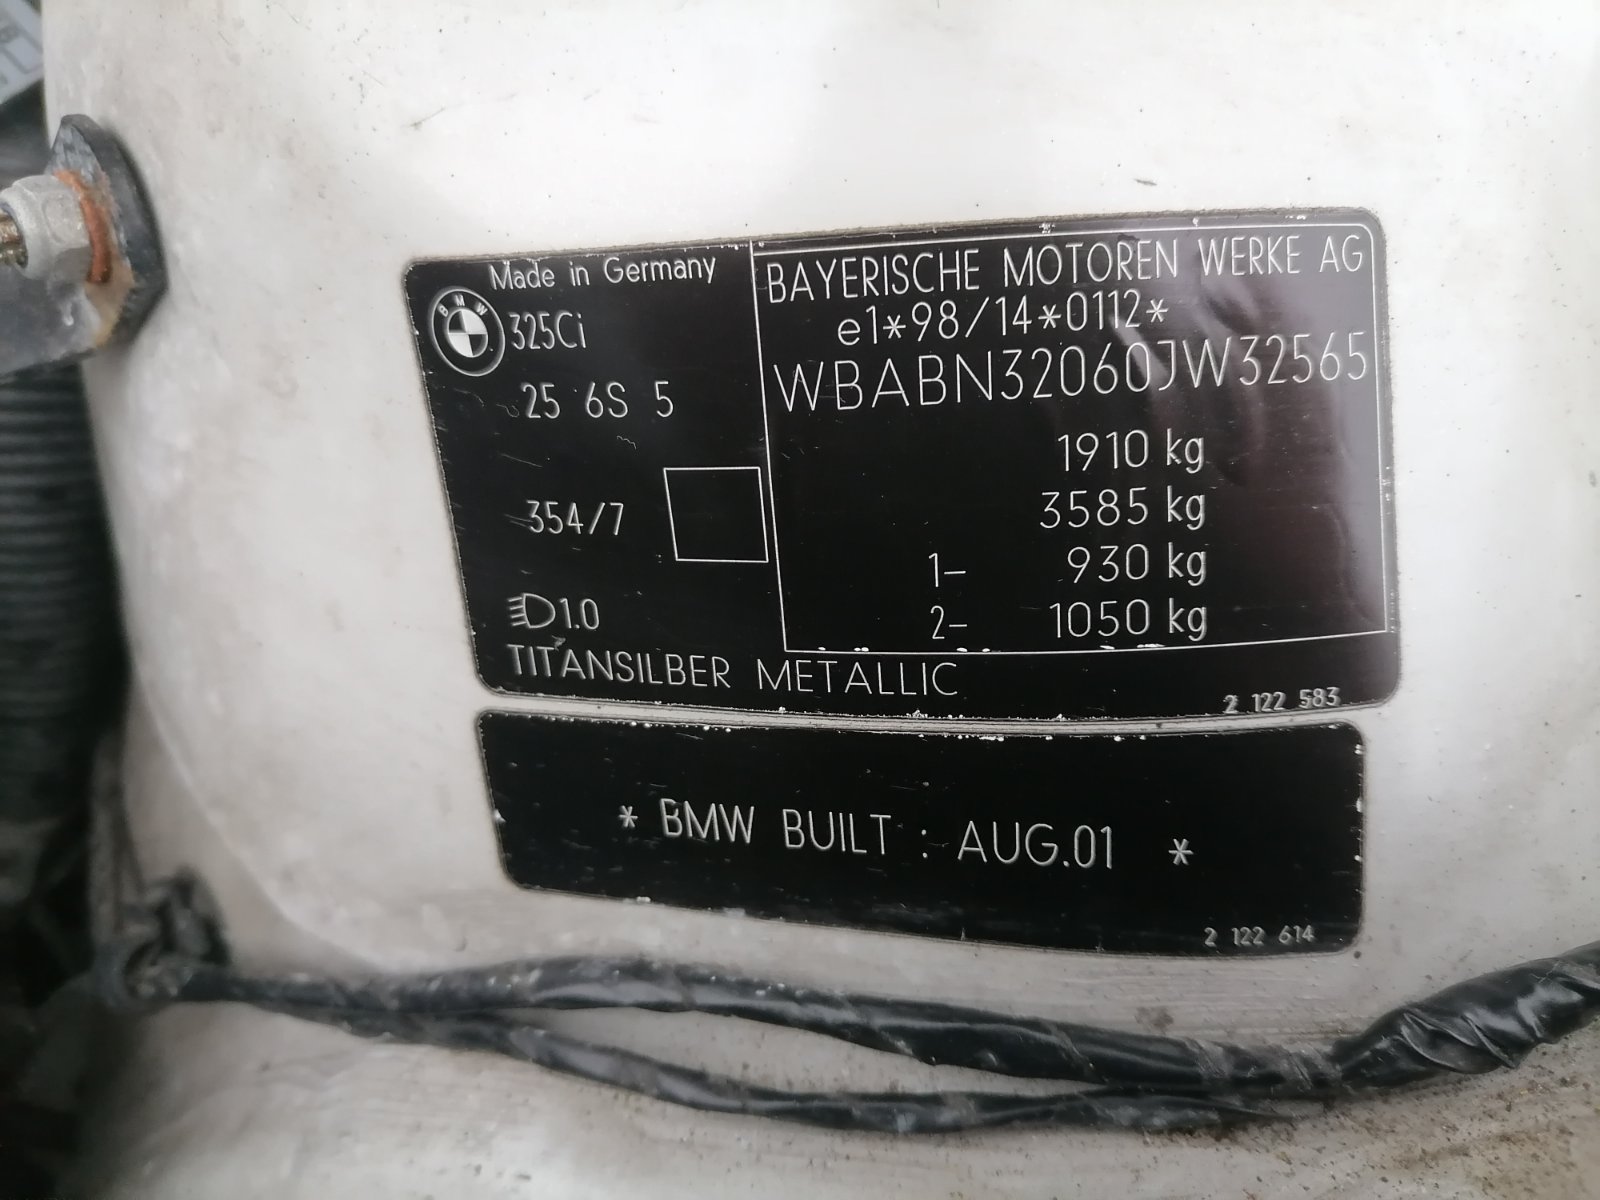 Made in Germany
BMW
325Ci
25 6S 5
354/7
1.0
TITANSILBER METALLIC
BAYERISCHE MOTOREN WERKE AG
e1*98/14*0112*
WBABN32060JW32565
1910 kg
3585 kg
1- 930 kg
2- 1050 kg
2 122 583
* BMW BUILT : AUG.01 *
2 122 614